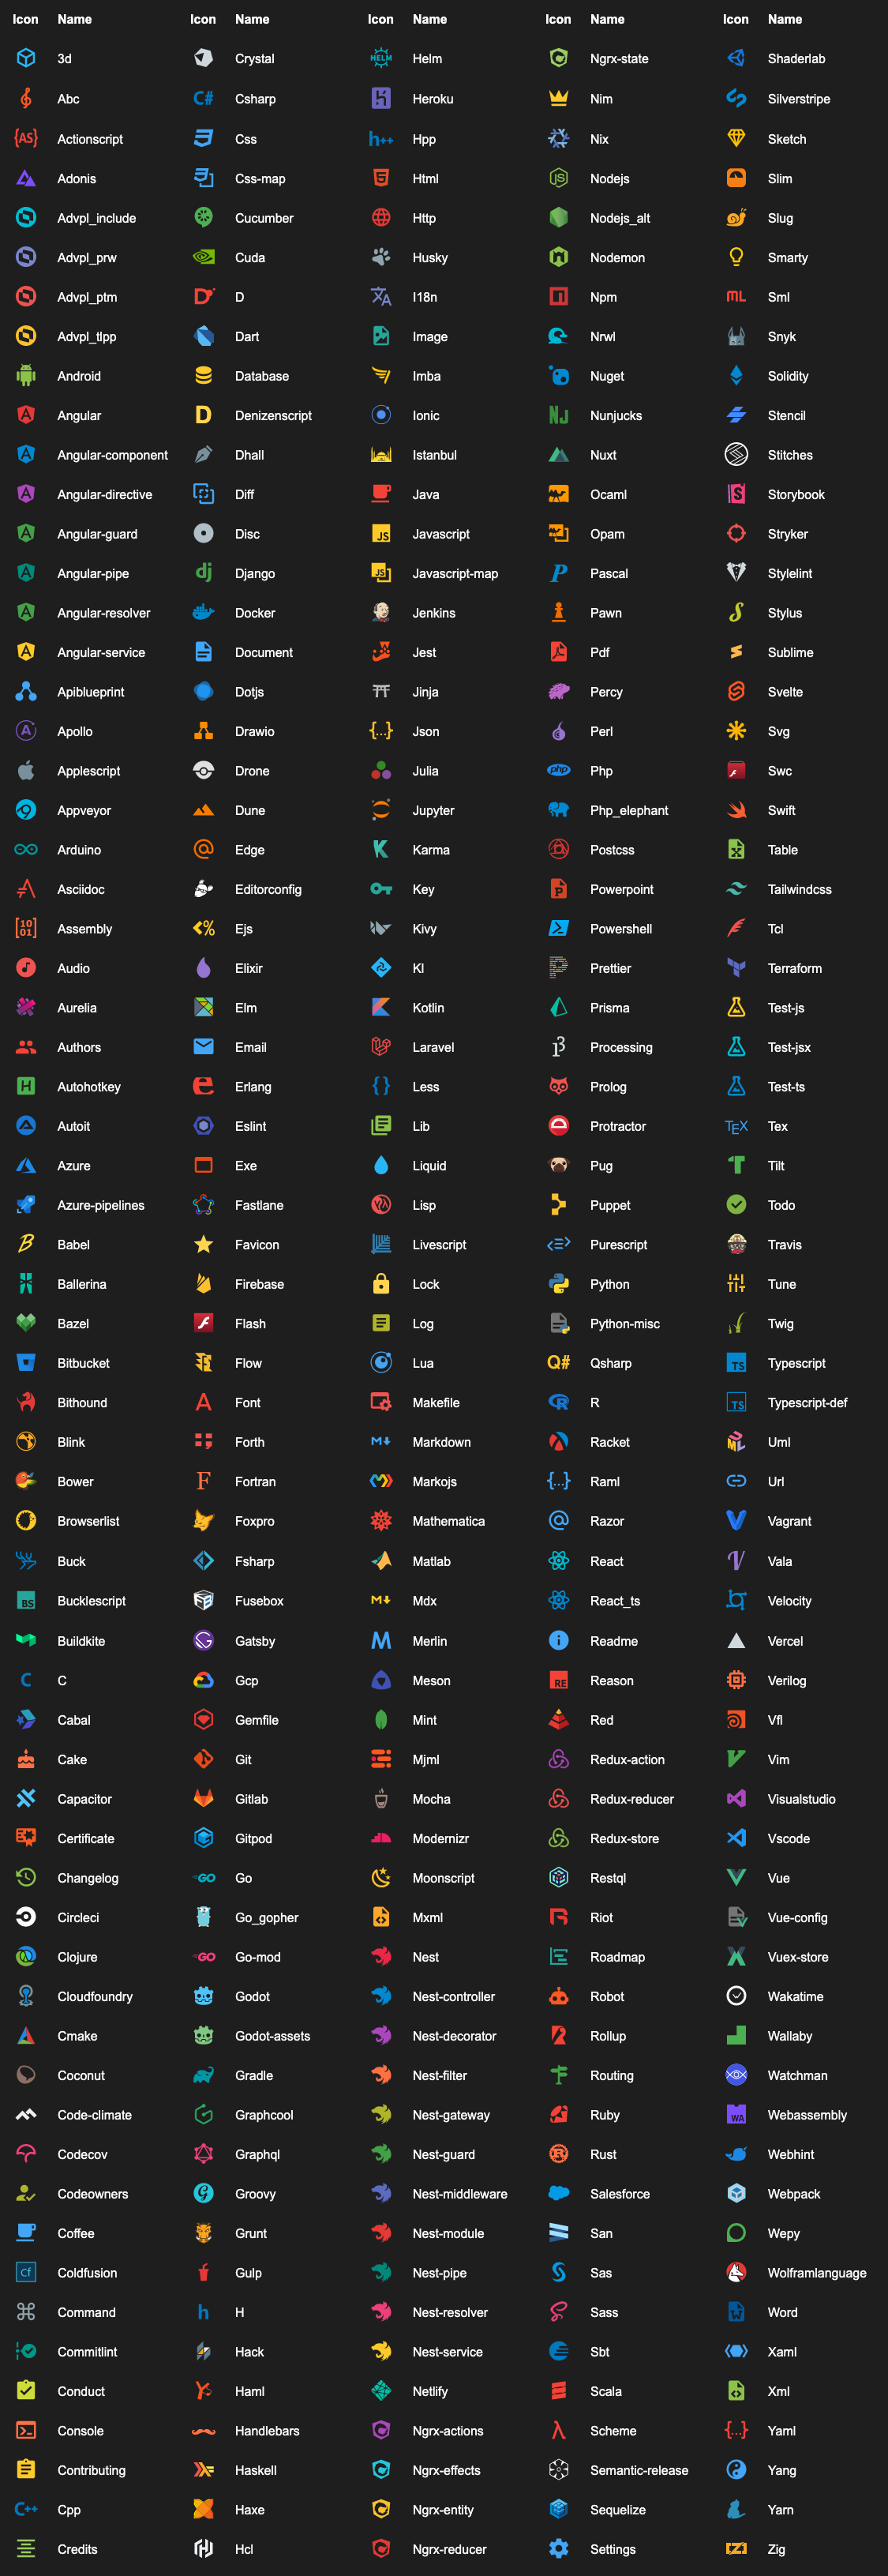 Icon Name Icon Name Icon Name Icon Name Icon Name
3d Crystal HELM Helm Ngrx-state Shaderlab
Abc C# Csharp Heroku Nim Silverstripe
{AS} Actionscript Css h++ Hpp Nix Sketch
Adonis Css-map Html JS Nodejs Slim
Advpl_include Cucumber Http Nodejs_alt Slug
Advpl_prw Cuda Husky Nodemon Smarty
Advpl_ptm D I18n Npm ML Sml
Advpl_tlpp Dart Image Nrwl Snyk
Android Database Imba Nuget Solidity
Angular D Denizenscript Ionic NJ Nunjucks Stencil
Angular-component Dhall Istanbul Nuxt Stitches
Angular-directive Diff Java Ocaml Storybook
Angular-guard Disc JS Javascript Opam Stryker
Angular-pipe dj Django JS Javascript-map P Pascal Stylelint
Angular-resolver Docker Jenkins Pawn Stylus
Angular-service Document Jest Pdf Sublime
Apiblueprint Dotjs Jinja Percy Svelte
Apollo Drawio {...} Json Perl Svg
Applescript Drone Julia php Php Swc
Appveyor Dune Jupyter Php_elephant Swift
Arduino Edge Karma Postcss Table
Asciidoc Editorconfig Key Powerpoint Tailwindcss
[10 01] Assembly <% Ejs Kivy Powershell Tcl
Audio Elixir Kl Prettier Terraform
Aurelia Elm Kotlin Prisma Test-js
Authors Email Laravel Processing Test-jsx
H Autohotkey Erlang {} Less Prolog Test-ts
Autoit Eslint Lib Protractor TEX Tex
Azure Exe Liquid Pug Tilt
Azure-pipelines Fastlane Lisp Puppet Todo
Babel Favicon Livescript <=> Purescript Travis
Ballerina Firebase Lock Python Tune
Bazel Flash Log Python-misc Twig
Bitbucket Flow Lua Q# Qsharp TS Typescript
Bithound A Font Makefile R R TS Typescript-def
Blink Forth Markdown Racket UML Uml
Bower F Fortran Markojs {...} Raml Url
Browserlist Foxpro Mathematica @ Razor Vagrant
Buck Fsharp Matlab React V Vala
BS Bucklescript Fusebox Mdx React_ts Velocity
Buildkite Gatsby M Merlin Readme Vercel
C C Gcp Meson RE Reason Verilog
Cabal Gemfile Mint Red Vfl
Cake Git Mjml Redux-action Vim
Capacitor Gitlab Mocha Redux-reducer Visualstudio
Certificate Gitpod Modernizr Redux-store Vscode
Changelog GO Go Moonscript Restql Vue
Circleci Go_gopher Mxml Riot Vue-config
Clojure GO Go-mod Nest Roadmap Vuex-store
Cloudfoundry Godot Nest-controller Robot Wakatime
Cmake Godot-assets Nest-decorator Rollup Wallaby
Coconut Gradle Nest-filter Routing Watchman
Code-climate Graphcool Nest-gateway Ruby WA Webassembly
Codecov Graphql Nest-guard Rust Webhint
Codeowners Groovy Nest-middleware Salesforce Webpack
Coffee Grunt Nest-module San Wepy
Cf Coldfusion Gulp Nest-pipe Sas Wolframlanguage
Command h H Nest-resolver Sass Word
Commitlint Hack Nest-service Sbt Xaml
Conduct Haml Netlify Scala Xml
Console Handlebars Ngrx-actions λ Scheme {...} Yaml
Contributing Haskell Ngrx-effects Semantic-release Yang
C++ Cpp Haxe Ngrx-entity Sequelize Yarn
Credits Hcl Ngrx-reducer Settings Zig